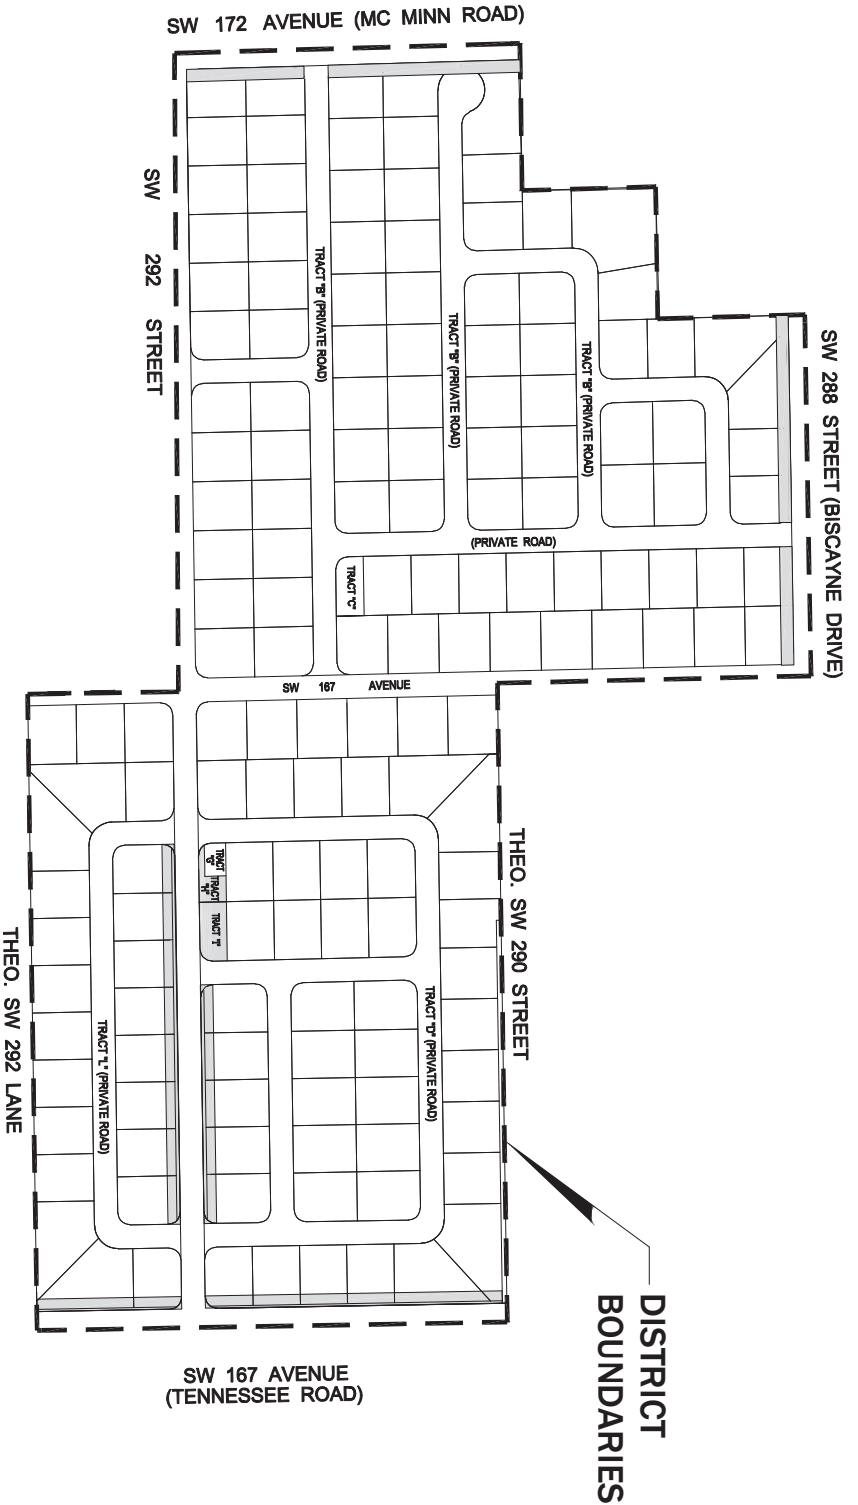 SW 172 AVENUE (MC MINN ROAD)
SW 292 STREET
SW 288 STREET (BISCAYNE DRIVE)
TRACT "B" (PRIVATE ROAD)
TRACT "B" (PRIVATE ROAD)
TRACT "B" (PRIVATE ROAD)
(PRIVATE ROAD)
TRACT "C"
SW 167 AVENUE
THEO. SW 290 STREET
THEO. SW 292 LANE
TRACT "G"
TRACT "H"
TRACT "I"
TRACT "D" (PRIVATE ROAD)
TRACT "L" (PRIVATE ROAD)
DISTRICT
BOUNDARIES
SW 167 AVENUE
(TENNESSEE ROAD)